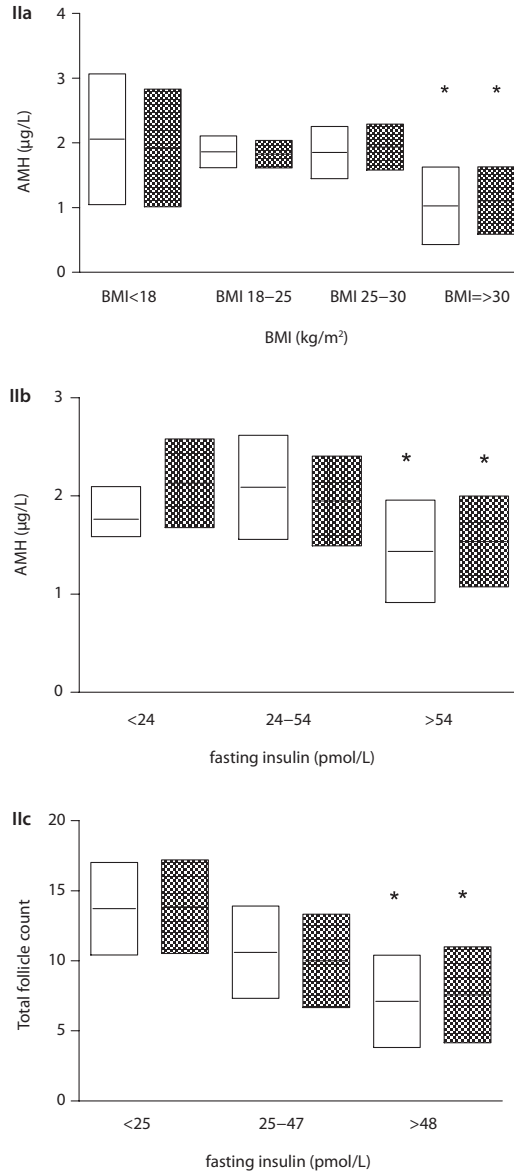 IIa
4
3
2
1
0
AMH (µg/L)
*
*
BMI<18
BMI 18–25
BMI 25–30
BMI=>30
BMI (kg/m²)
IIb
3
2
1
0
AMH (µg/L)
*
*
<24
24–54
>54
fasting insulin (pmol/L)
IIc
20
15
10
5
0
Total follicle count
*
*
<25
25–47
>48
fasting insulin (pmol/L)